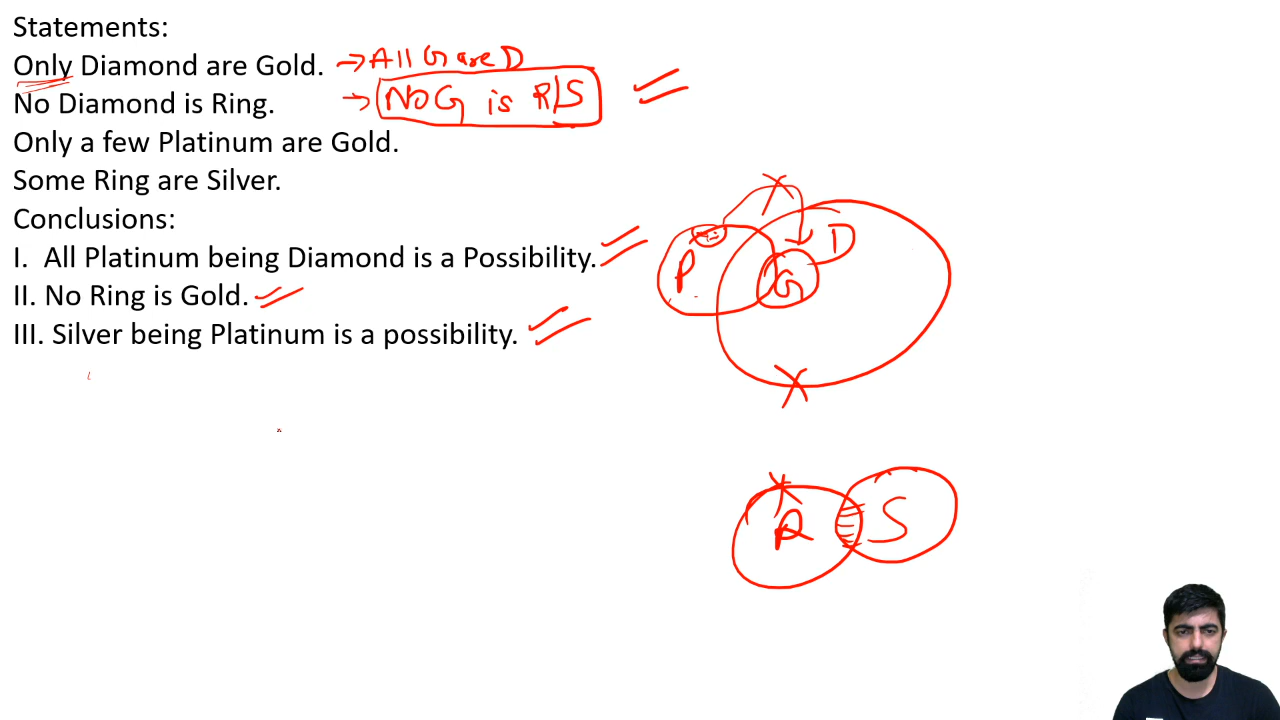 Statements:
Only Diamond are Gold. → All G are D
No Diamond is Ring. → No G is R/S
Only a few Platinum are Gold.
Some Ring are Silver.
Conclusions:
I. All Platinum being Diamond is a Possibility.
II. No Ring is Gold.
III. Silver being Platinum is a possibility.
P G D
R S